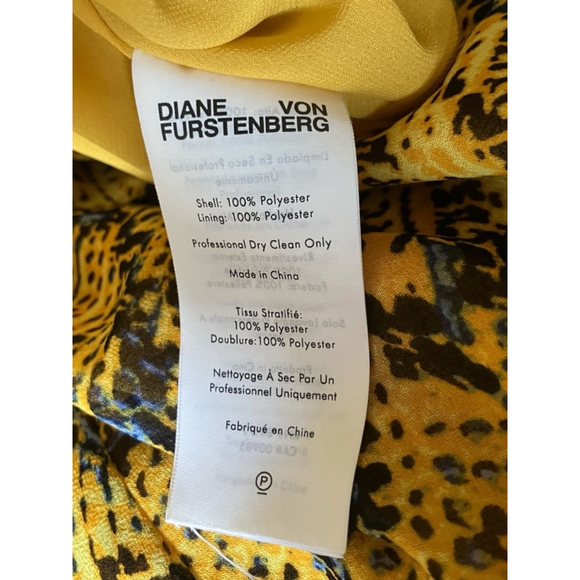 DIANE VON
FURSTENBERG
Shell: 100% Polyester
Lining: 100% Polyester
Professional Dry Clean Only
Made in China
Tissu Stratifié:
100% Polyester
Doublure:100% Polyester
Nettoyage À Sec Par Un
Professionnel Uniquement
Fabriqué en Chine
P